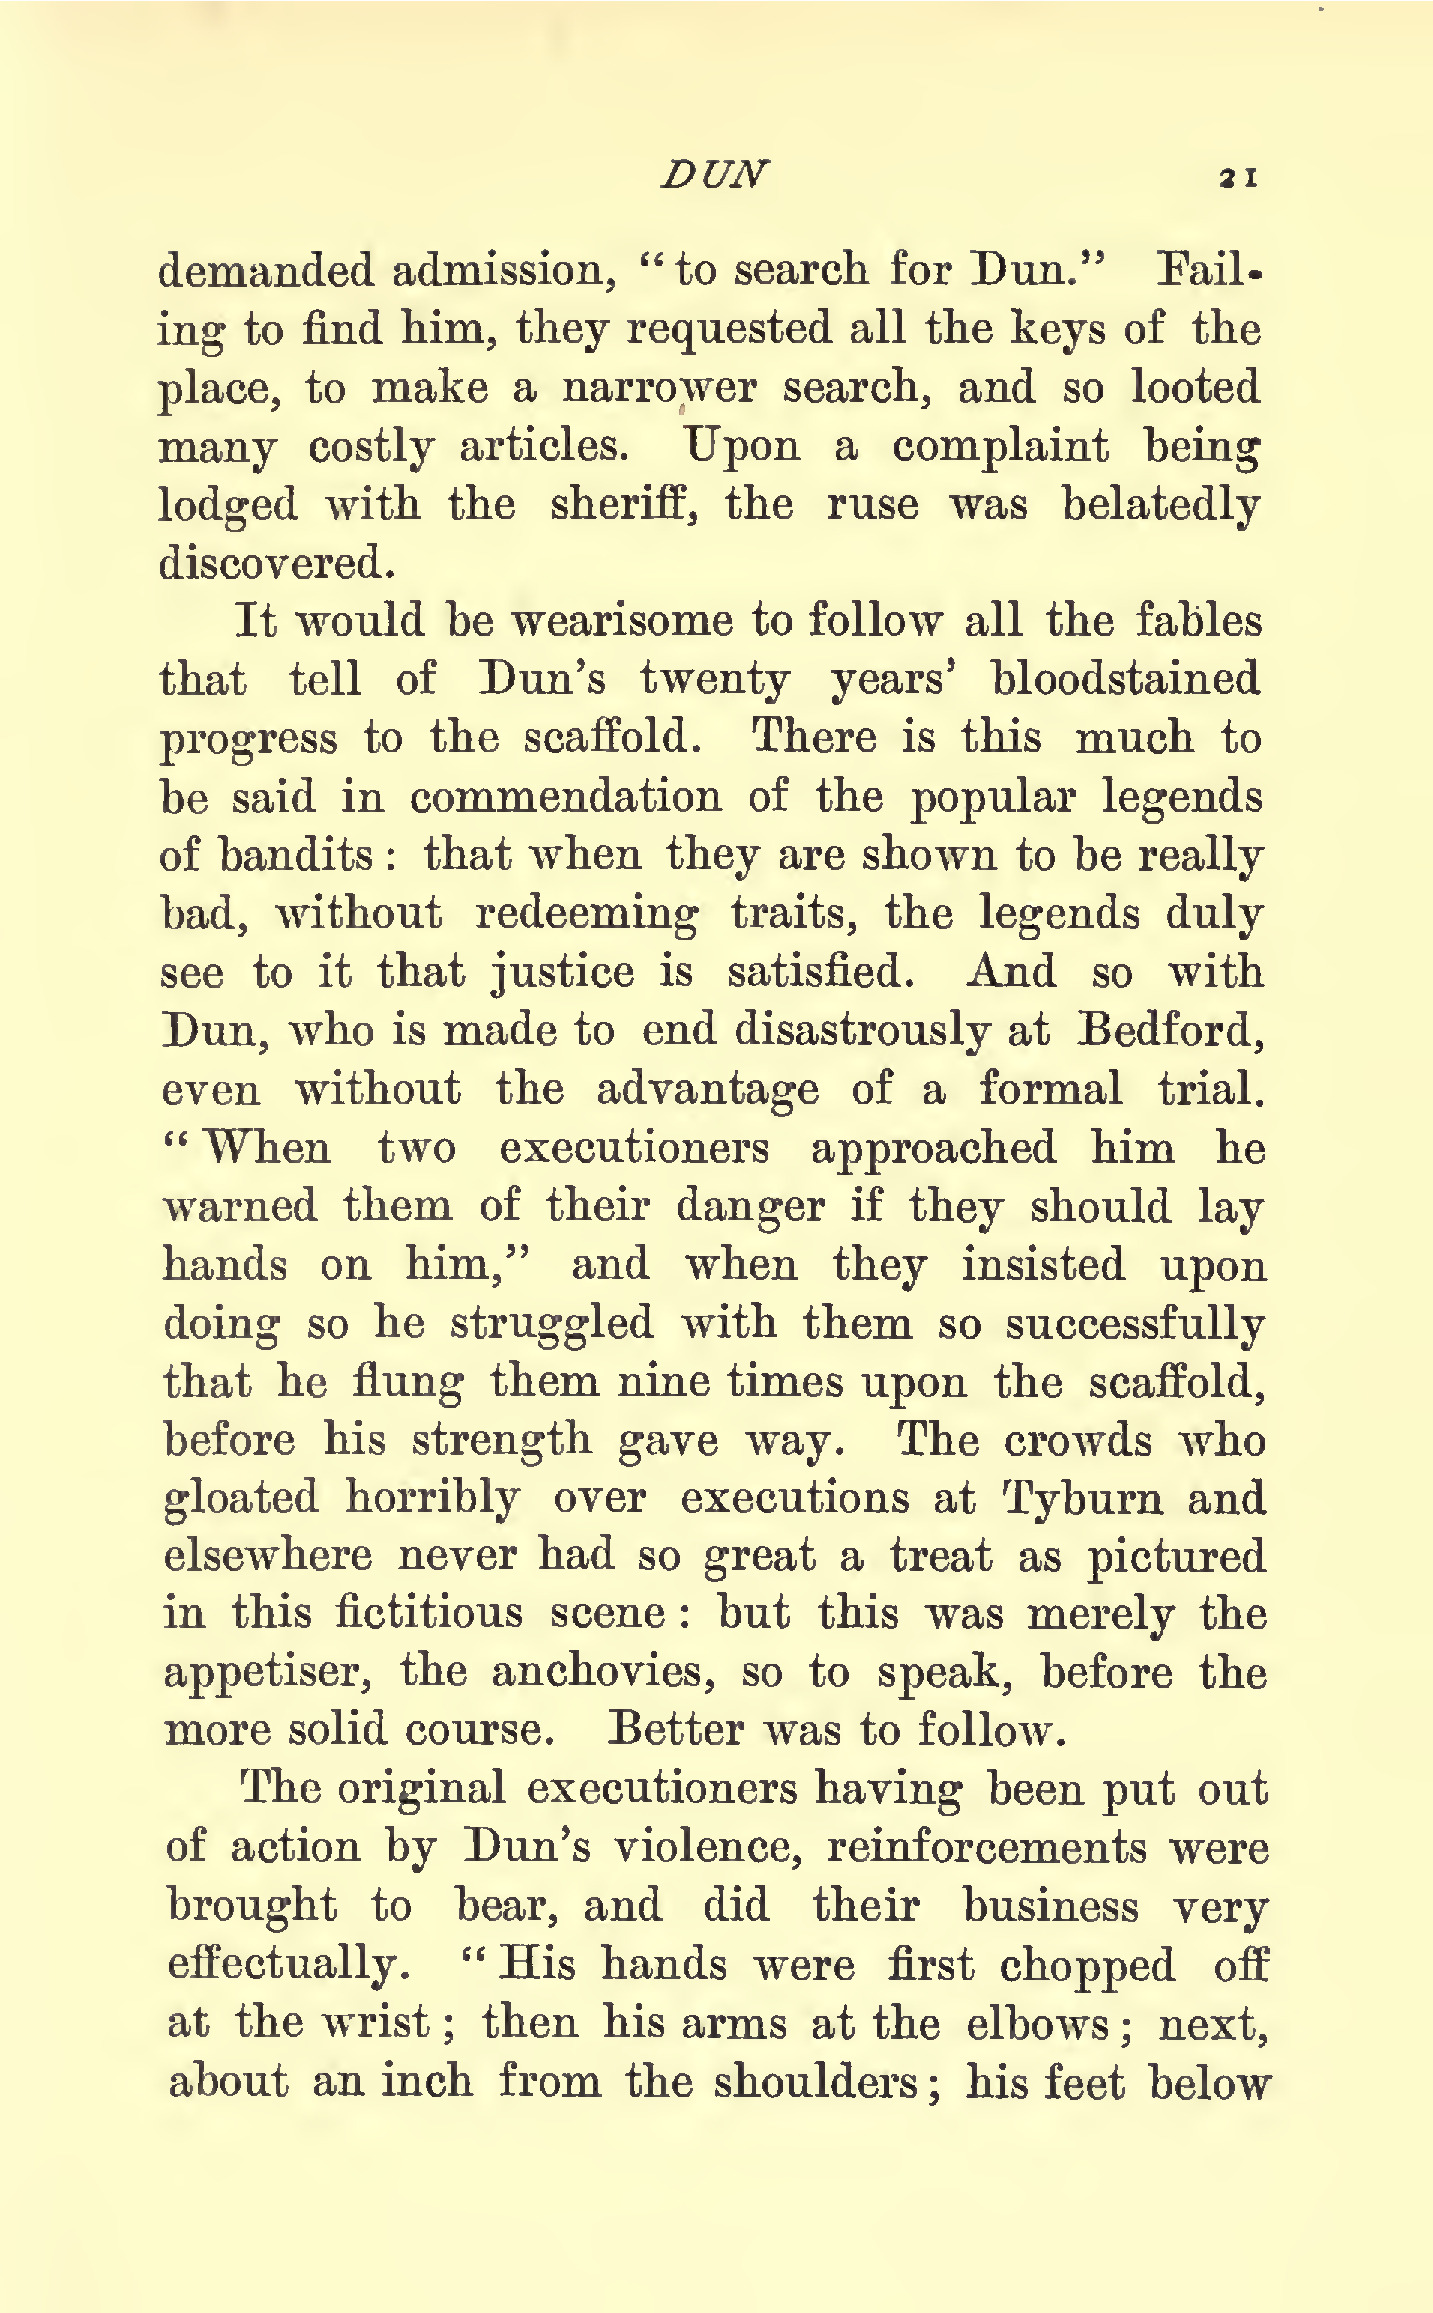 DUN 21
demanded admission, “to search for Dun.” Fail-
ing to find him, they requested all the keys of the
place, to make a narrower search, and so looted
many costly articles. Upon a complaint being
lodged with the sheriff, the ruse was belatedly
discovered.
It would be wearisome to follow all the fables
that tell of Dun’s twenty years’ bloodstained
progress to the scaffold. There is this much to
be said in commendation of the popular legends
of bandits : that when they are shown to be really
bad, without redeeming traits, the legends duly
see to it that justice is satisfied. And so with
Dun, who is made to end disastrously at Bedford,
even without the advantage of a formal trial.
“When two executioners approached him he
warned them of their danger if they should lay
hands on him,” and when they insisted upon
doing so he struggled with them so successfully
that he flung them nine times upon the scaffold,
before his strength gave way. The crowds who
gloated horribly over executions at Tyburn and
elsewhere never had so great a treat as pictured
in this fictitious scene : but this was merely the
appetiser, the anchovies, so to speak, before the
more solid course. Better was to follow.
The original executioners having been put out
of action by Dun’s violence, reinforcements were
brought to bear, and did their business very
effectually. “His hands were first chopped off
at the wrist ; then his arms at the elbows ; next,
about an inch from the shoulders ; his feet below